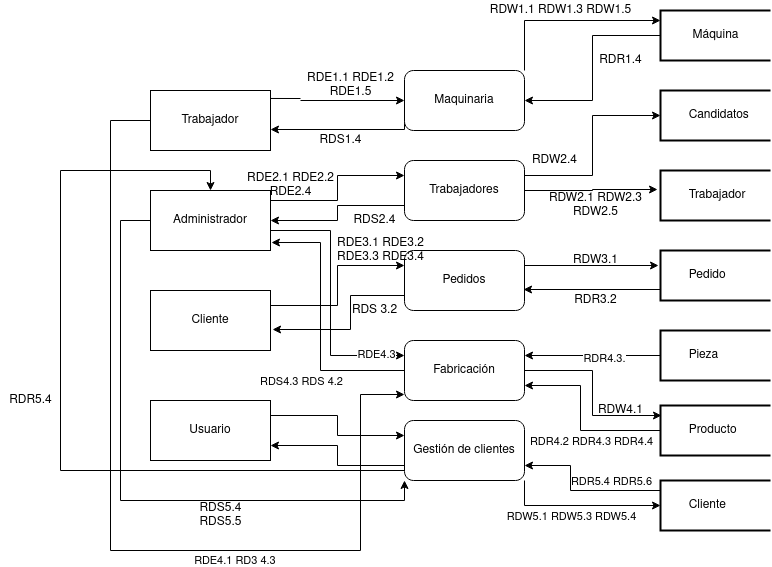 RDW1.1 RDW1.3 RDW1.5
Máquina
RDR1.4
RDE1.1 RDE1.2
RDE1.5
Maquinaria
Trabajador
RDS1.4
Candidatos
RDW2.4
RDE2.1 RDE2.2
RDE2.4
Trabajadores
RDW2.1 RDW2.3
RDW2.5
Trabajador
Administrador
RDS2.4
RDE3.1 RDE3.2
RDE3.3 RDE3.4
RDW3.1
Pedidos
Pedido
RDS 3.2
RDR3.2
Cliente
RDE4.3
RDR4.3.
Pieza
Fabricación
RDS4.3 RDS 4.2
RDR5.4
RDW4.1
Usuario
Producto
RDR4.2 RDR4.3 RDR4.4
Gestión de clientes
RDR5.4 RDR5.6
RDS5.4
RDS5.5
Cliente
RDW5.1 RDW5.3 RDW5.4
RDE4.1 RD3 4.3